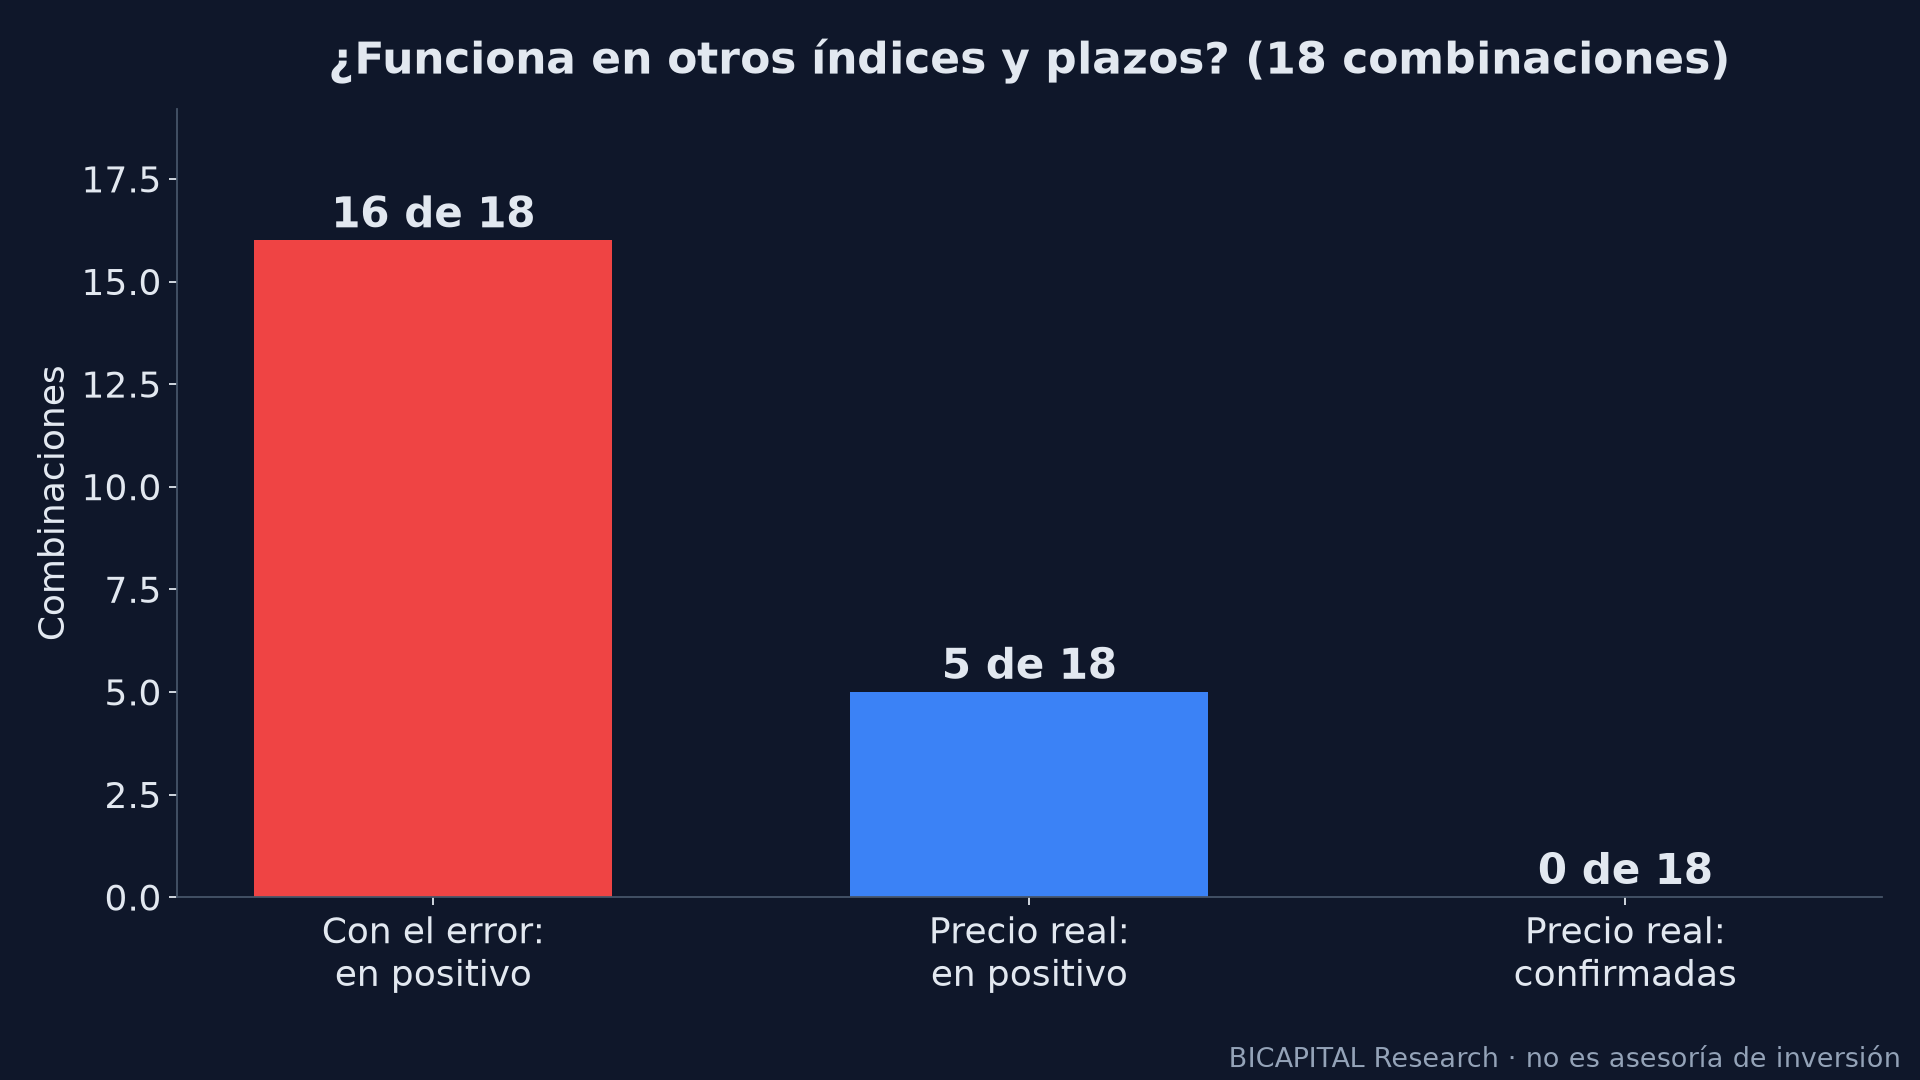 ¿Funciona en otros índices y plazos? (18 combinaciones)
Combinaciones
17.5
15.0
12.5
10.0
7.5
5.0
2.5
0.0
16 de 18
5 de 18
0 de 18
Con el error:
en positivo
Precio real:
en positivo
Precio real:
confirmadas
BICAPITAL Research · no es asesoría de inversión